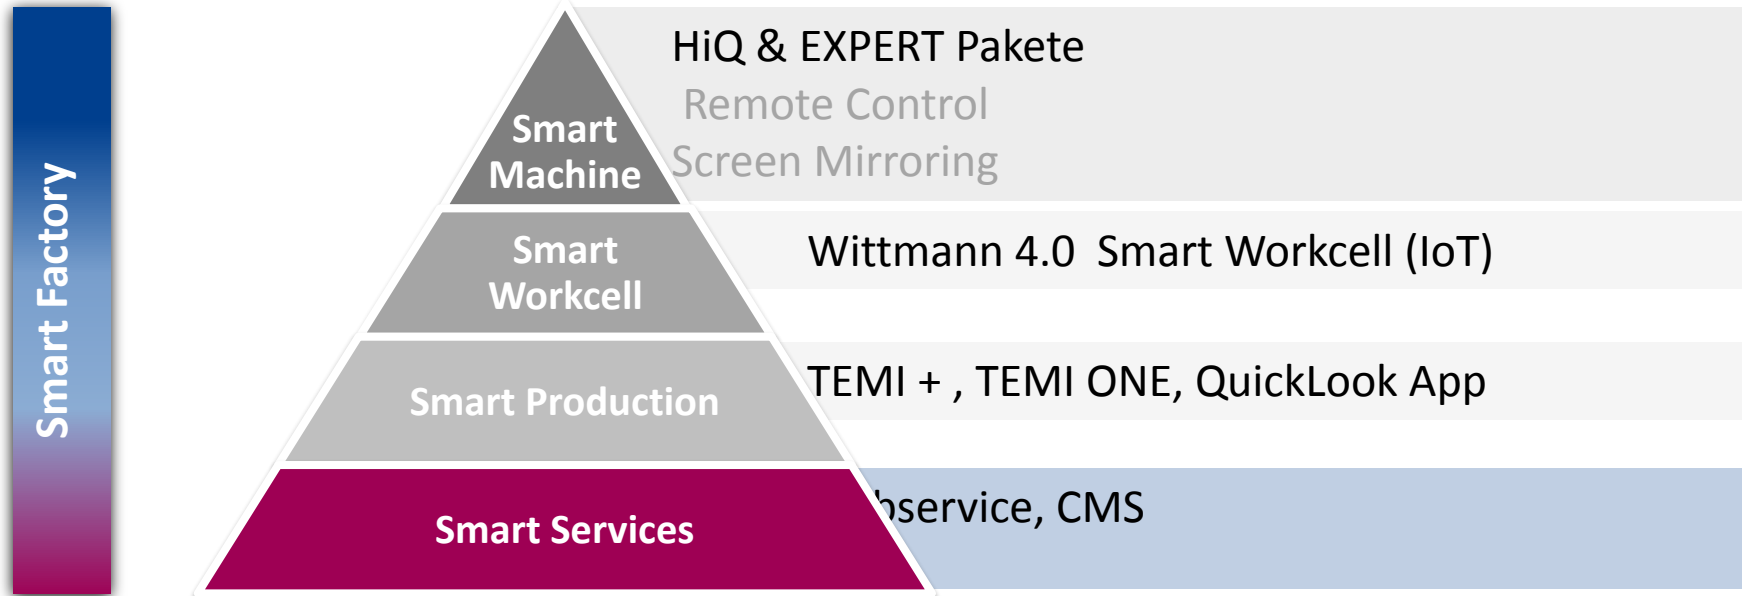 Smart Factory
Smart
Machine
HiQ & EXPERT Pakete
Remote Control
Screen Mirroring
Smart
Workcell
Wittmann 4.0  Smart Workcell (IoT)
Smart Production
TEMI + , TEMI ONE, QuickLook App
Smart Services
CMS